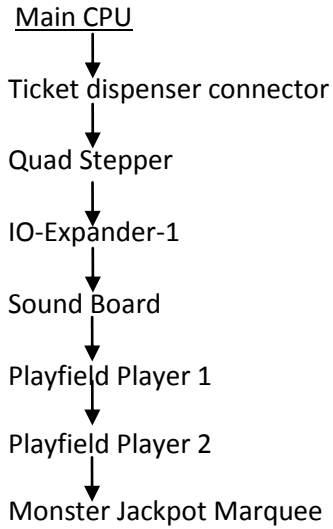 Main CPU
Ticket dispenser connector
Quad Stepper
IO-Expander-1
Sound Board
Playfield Player 1
Playfield Player 2
Monster Jackpot Marquee